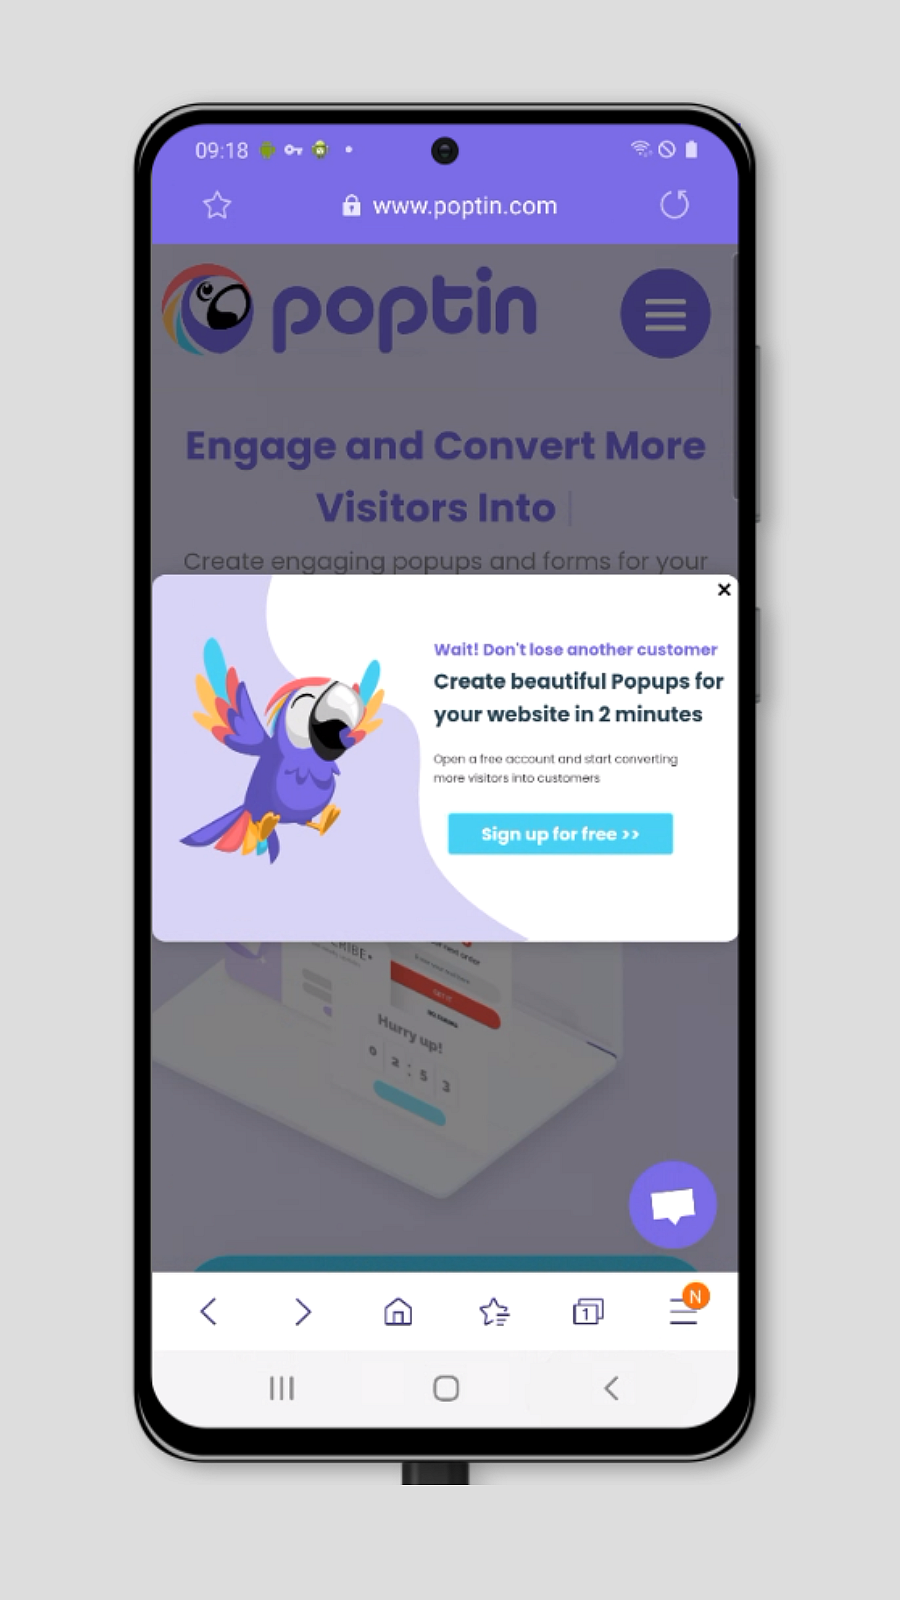 09:18
www.poptin.com
poptin
Engage and Convert More
Visitors Into
Create engaging popups and forms for your
Wait! Don't lose another customer
Create beautiful Popups for
your website in 2 minutes
Open a free account and start converting
more visitors into customers
Sign up for free >>
next order
Hurry up!
0 2 : 5 3
1
N